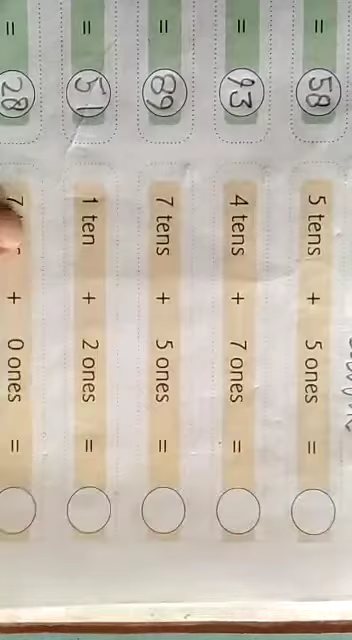 = 58
= 93
= 89
= 51
= 28
5 tens + 5 ones =
4 tens + 7 ones =
7 tens + 5 ones =
1 ten + 2 ones =
7 + 0 ones =